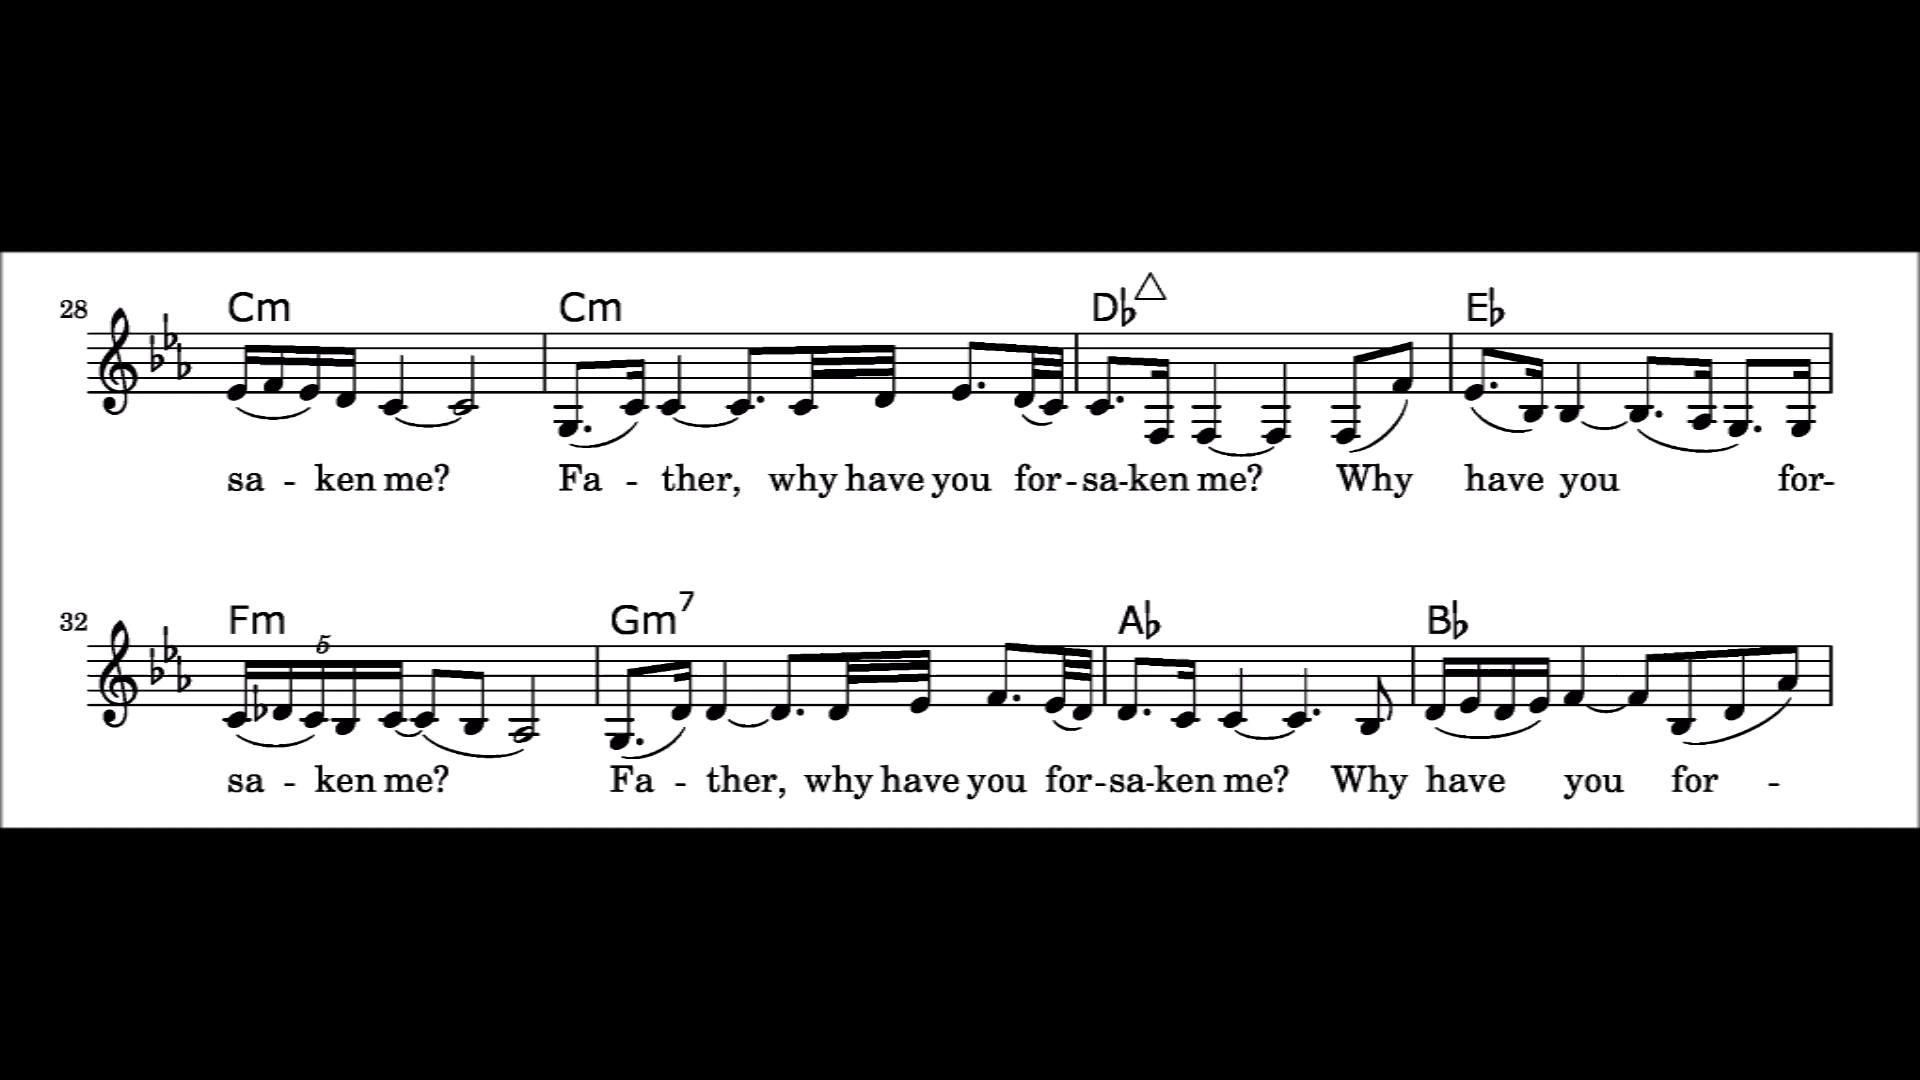 28 Cm Cm D♭△ E♭
sa - ken me? Fa - ther, why have you for-sa-ken me? Why have you for-
32 Fm 5 Gm7 A♭ B♭
sa - ken me? Fa - ther, why have you for-sa-ken me? Why have you for -